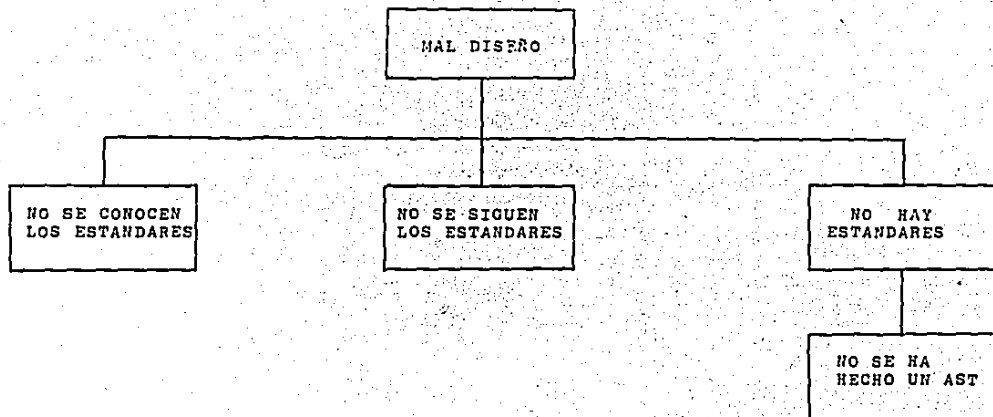 MAL DISEÑO
NO SE CONOCEN
LOS ESTANDARES
NO SE SIGUEN
LOS ESTANDARES
NO HAY
ESTANDARES
NO SE HA
HECHO UN AST